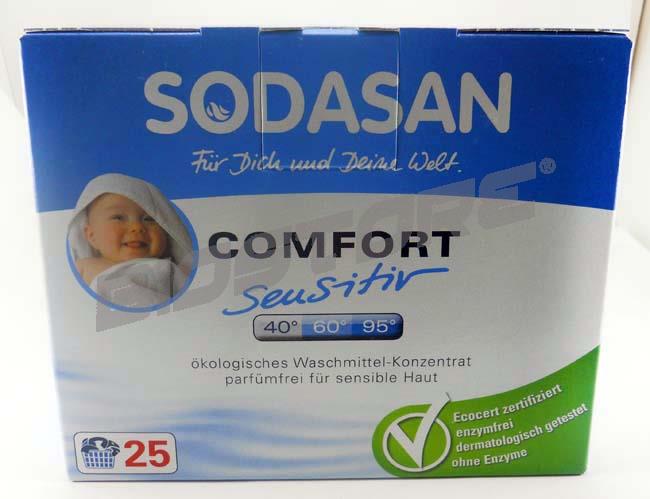 SODASAN
Für Dich und Deine Welt.
BIOSTORE®
COMFORT
sensitiv
40° 60° 95°
ökologisches Waschmittel-Konzentrat
parfümfrei für sensible Haut
Ecocert zertifiziert
enzymfrei
dermatologisch getestet
ohne Enzyme
25